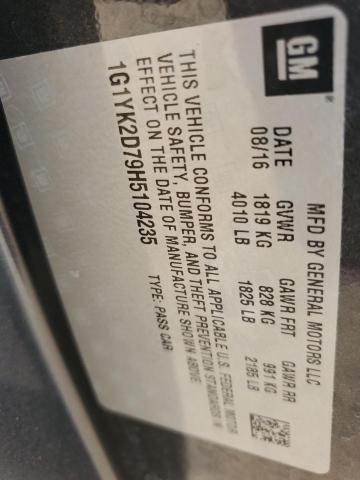 GM
MFD BY GENERAL MOTORS LLC
DATE GVWR GAWR FRT GAWR RR
08/16 1819 KG 828 KG 991 KG
4010 LB 1825 LB 2185 LB
THIS VEHICLE CONFORMS TO ALL APPLICABLE U.S. FEDERAL MOTOR
VEHICLE SAFETY, BUMPER, AND THEFT PREVENTION STANDARDS IN
EFFECT ON THE DATE OF MANUFACTURE SHOWN ABOVE.
1G1YK2D79H5104235 TYPE: PASS CAR